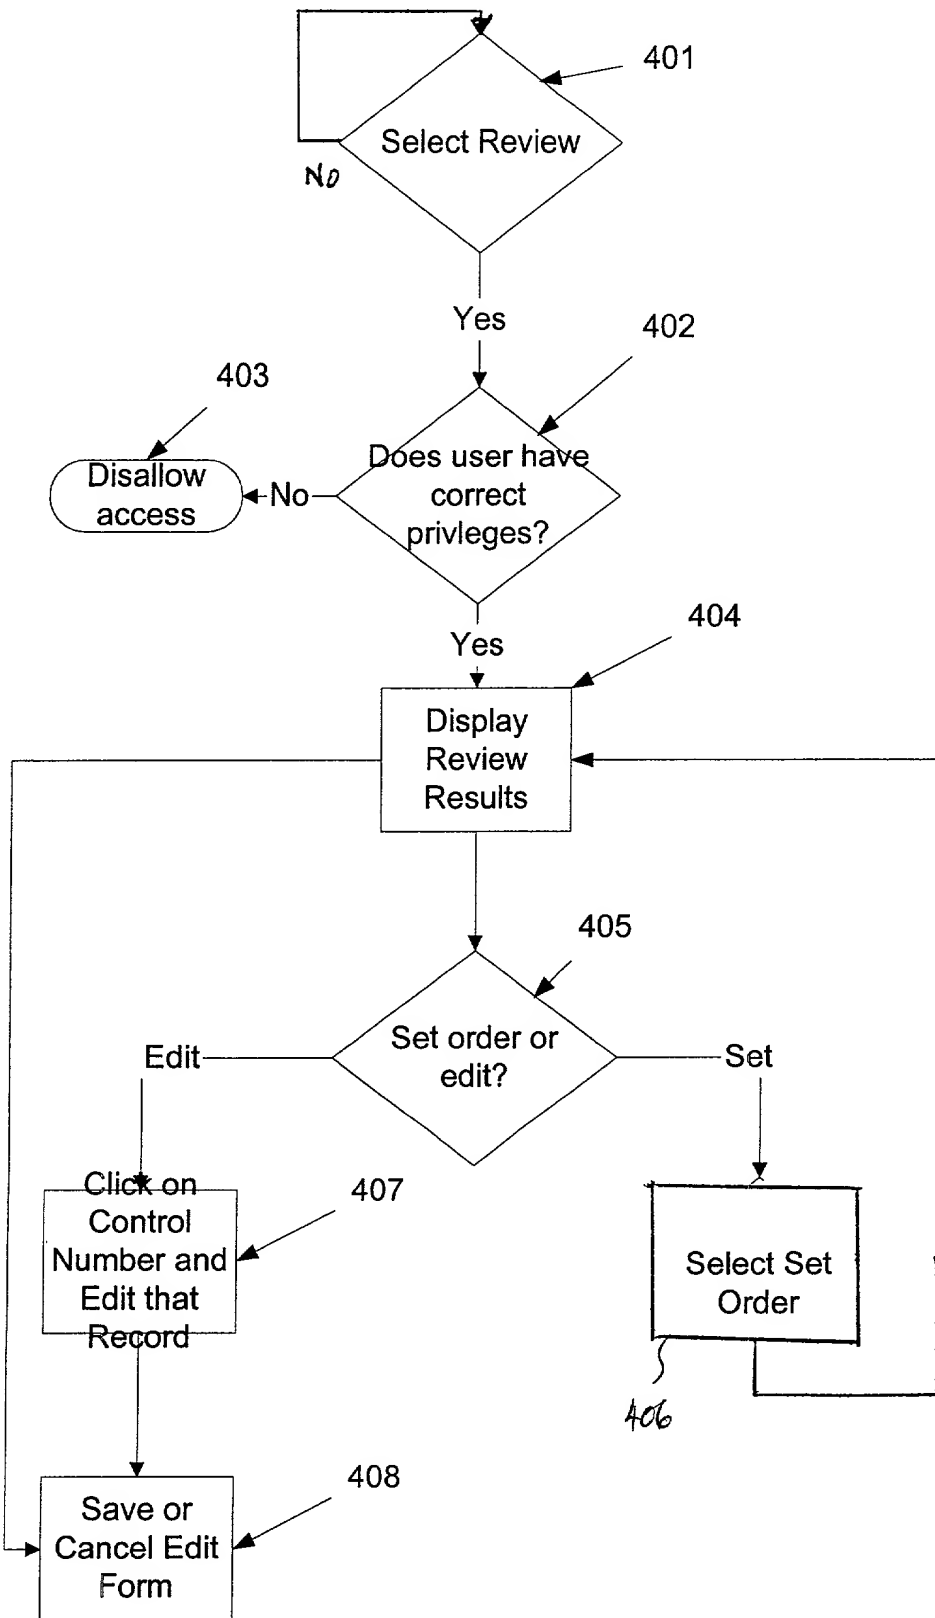 401
Select Review
No
Yes
402
403
Does user have
correct
privleges?
No
Disallow
access
Yes
404
Display
Review
Results
405
Set order or
edit?
Edit
Set
Click on
Control
Number and
Edit that
Record
407
Select Set
Order
406
408
Save or
Cancel Edit
Form